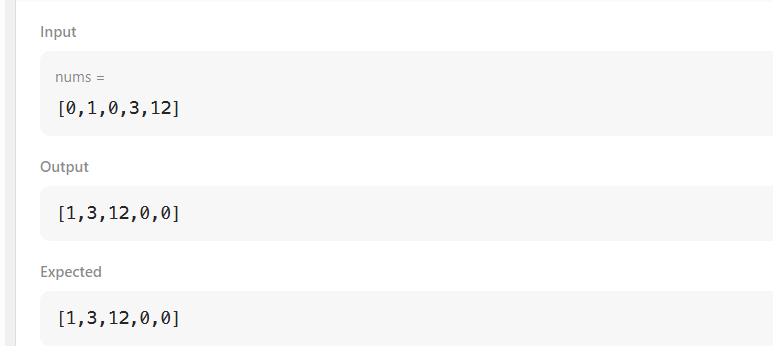 Input
nums =
[0,1,0,3,12]
Output
[1,3,12,0,0]
Expected
[1,3,12,0,0]